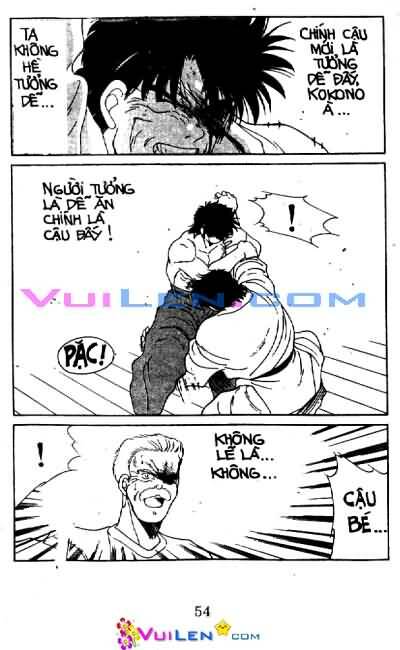 TA
KHÔNG
HỀ
TƯỞNG
DỄ...
CHÍNH CẬU
MỚI LÀ
TƯỞNG
DỄ ĐẤY,
KOKONO
À...
NGƯỜI TƯỞNG
LÀ DỄ ĂN
CHÍNH LÀ
CẬU ĐẤY!
!
VUILEN.COM
PẶC!
!
KHÔNG
LẼ LÀ...
KHÔNG...
CẬU
BÉ...
54
VUILEN
.COM